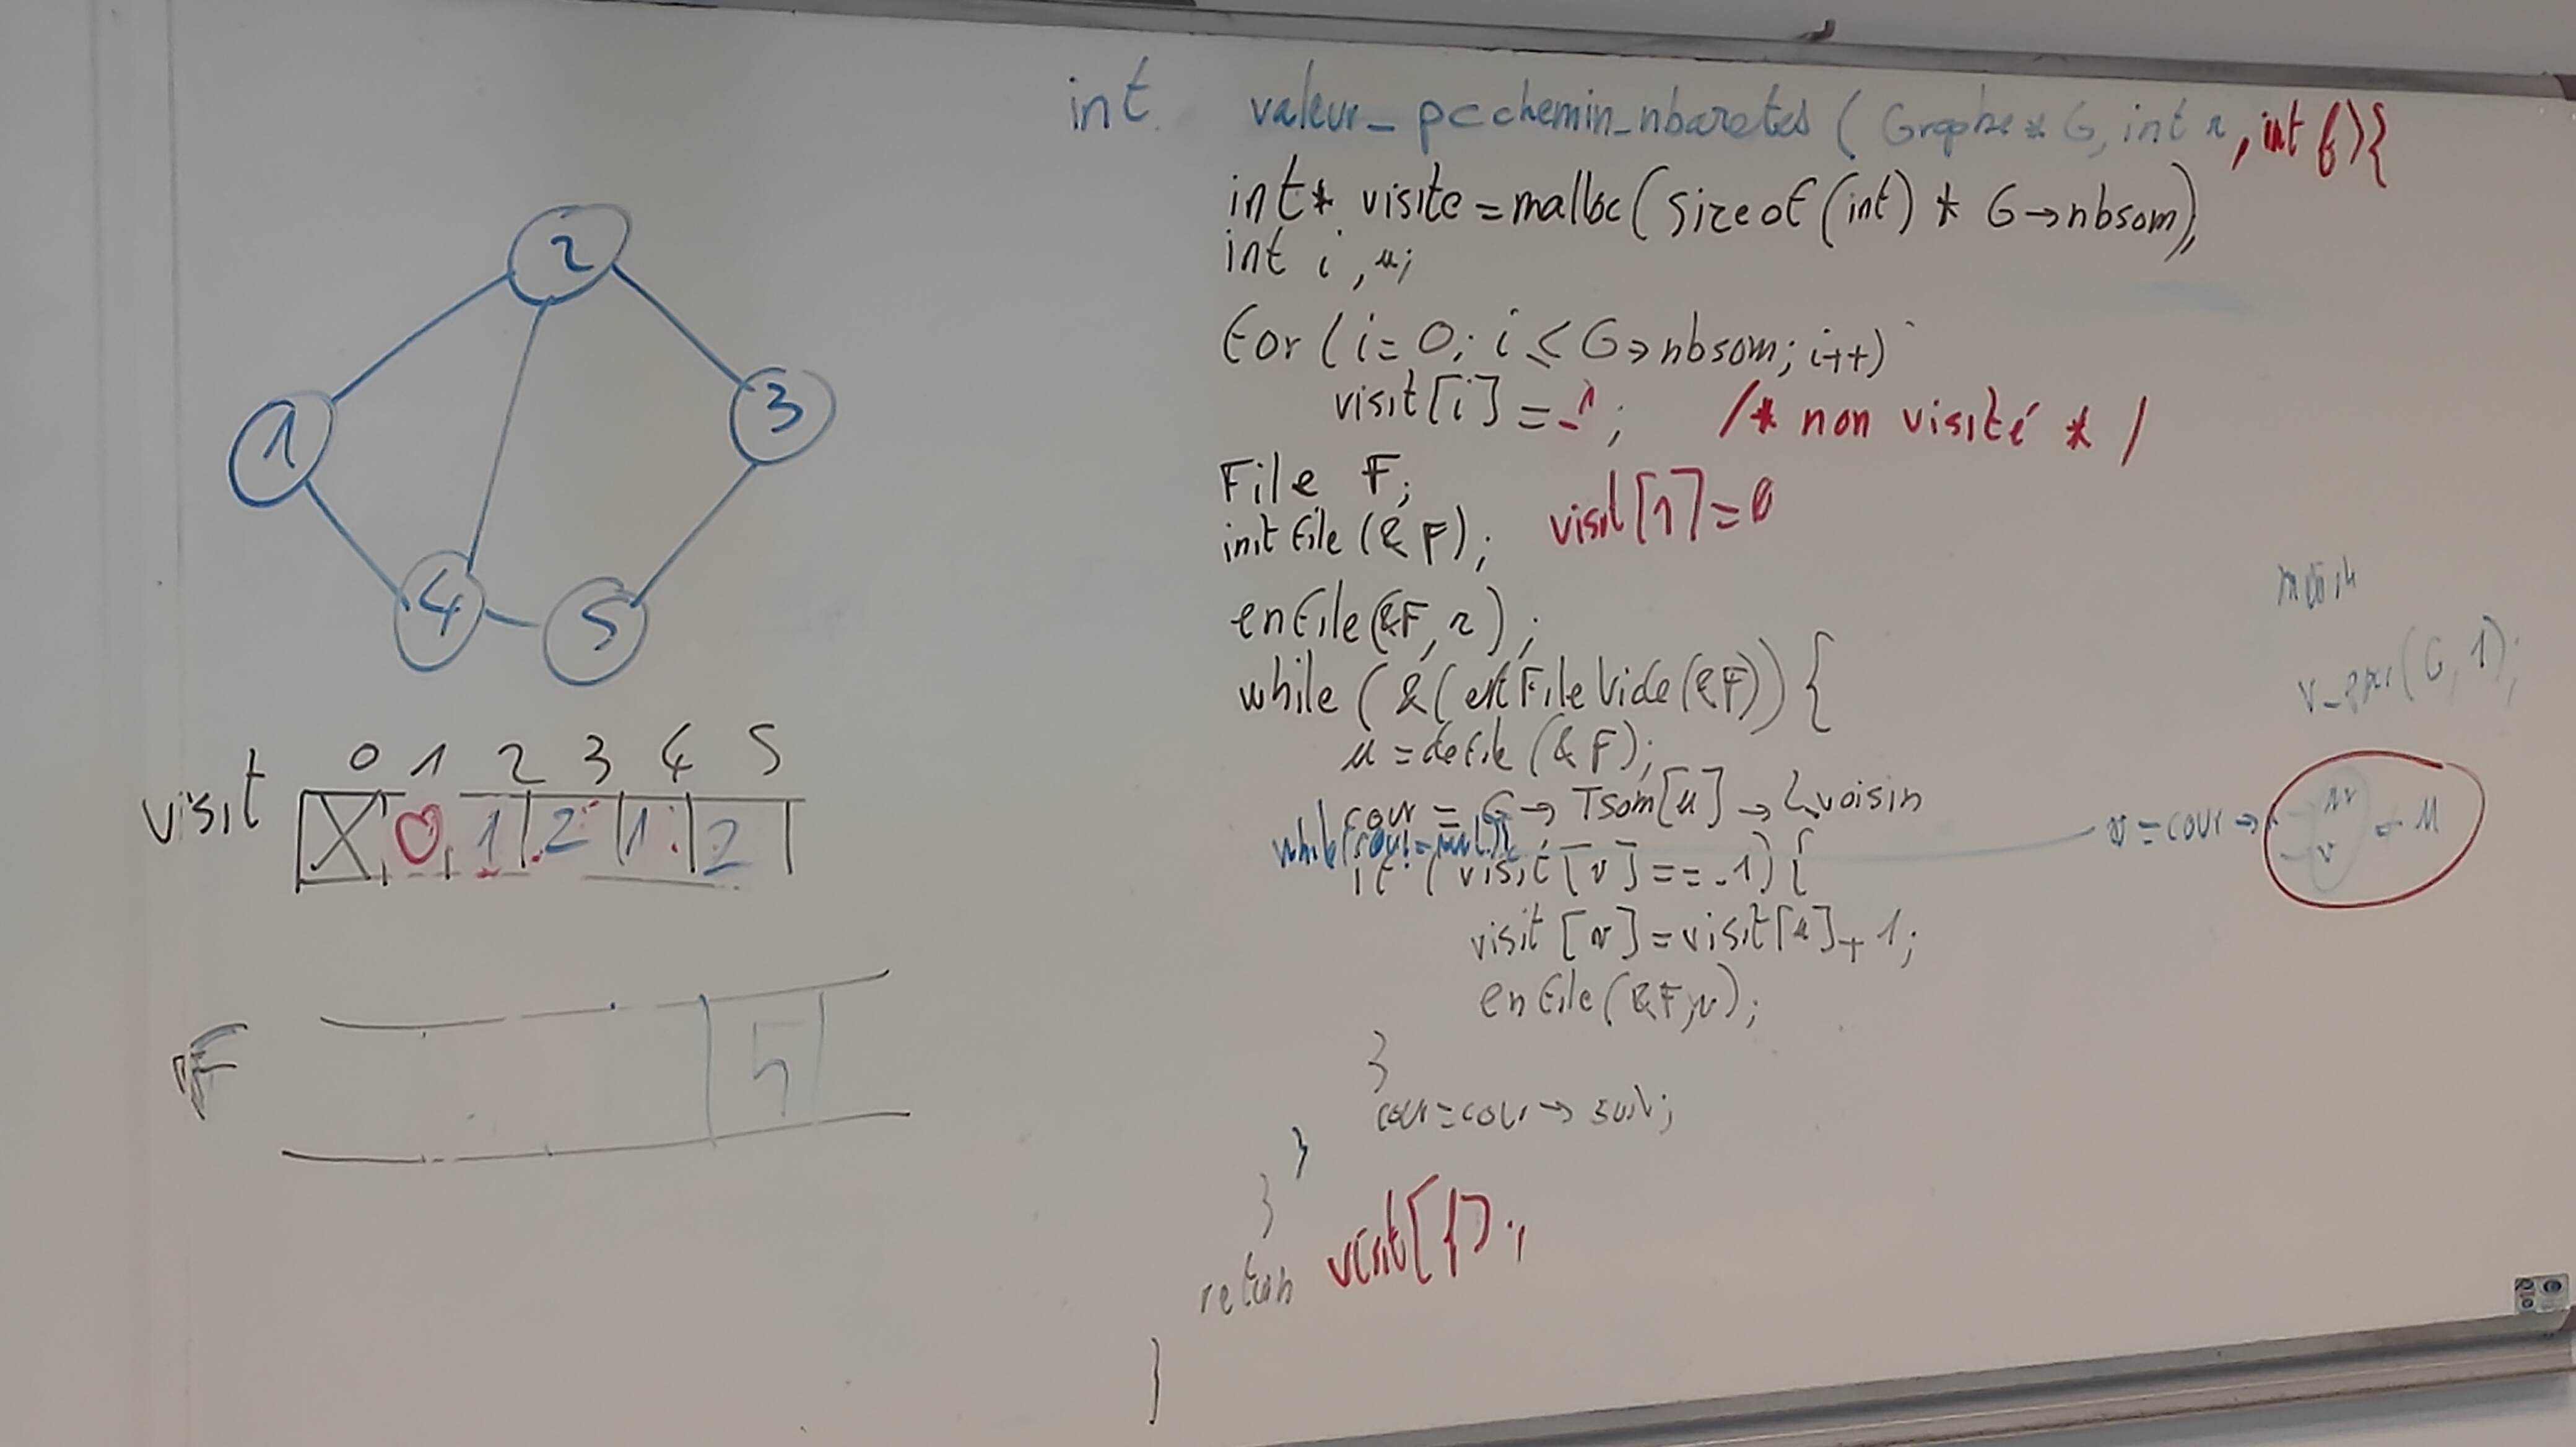 int valeur_pcchemin_nbaretes (Graphe * G, int r, int f){
int* visite = malloc(sizeof(int) * G→nbsom);
int i, u;
for (i=0; i < G→nbsom; i++)
visit[i] = -1; /* non visité */
File F;
initFile(&F); visit[1]=0
enfile(&F, r);
while (&(estFileVide(&F)) {
u = defile(&F);
cour = G→Tsom[u]→Lvoisin
while(cour!=null){
if (visit[v] == -1) {
visit[v] = visit[u] + 1;
enfile(&F, v);
}
cour = cour → suiv;
}
}
return visit[f];
}
2
1
3
4
5
visit
0 1 2 3 4 5
X 0 1 2 1 2
F
5
main
(G, 1);
v = cour →
v
- u